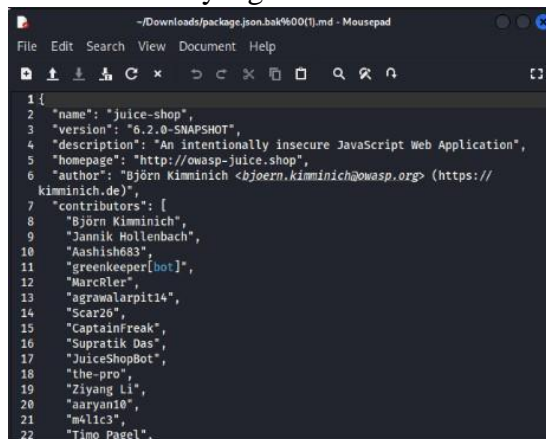 ~/Downloads/package.json.bak%00(1).md - Mousepad
File Edit Search View Document Help
1 {
2 "name": "juice-shop",
3 "version": "6.2.0-SNAPSHOT",
4 "description": "An intentionally insecure JavaScript Web Application",
5 "homepage": "http://owasp-juice.shop",
6 "author": "Björn Kimminich <bjoern.kimminich@owasp.org> (https://
kimminich.de)",
7 "contributors": [
8 "Björn Kimminich",
9 "Jannik Hollenbach",
10 "Aashish683",
11 "greenkeeper[bot]",
12 "MarcRler",
13 "agrawalarpit14",
14 "Scar26",
15 "CaptainFreak",
16 "Supratik Das",
17 "JuiceShopBot",
18 "the-pro",
19 "Ziyang Li",
20 "aaryan10",
21 "m4l1c3",
22 "Timo Pagel",